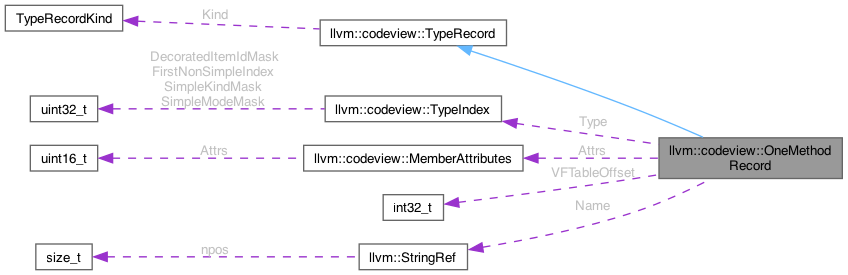 TypeRecordKind
Kind
llvm::codeview::TypeRecord
DecoratedItemIdMask
FirstNonSimpleIndex
SimpleKindMask
SimpleModeMask
uint32_t
llvm::codeview::TypeIndex
Type
llvm::codeview::OneMethod
Record
uint16_t
Attrs
llvm::codeview::MemberAttributes
Attrs
VFTableOffset
int32_t
Name
size_t
npos
llvm::StringRef